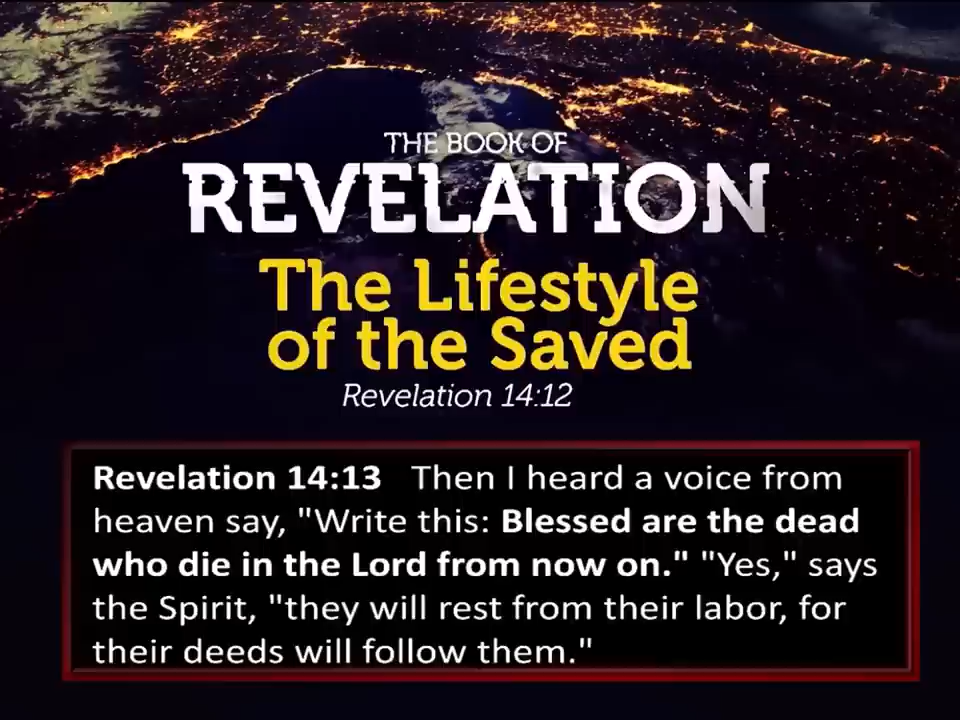 THE BOOK OF
REVELATION
The Lifestyle
of the Saved
Revelation 14:12
Revelation 14:13 Then I heard a voice from
heaven say, "Write this: Blessed are the dead
who die in the Lord from now on." "Yes," says
the Spirit, "they will rest from their labor, for
their deeds will follow them."